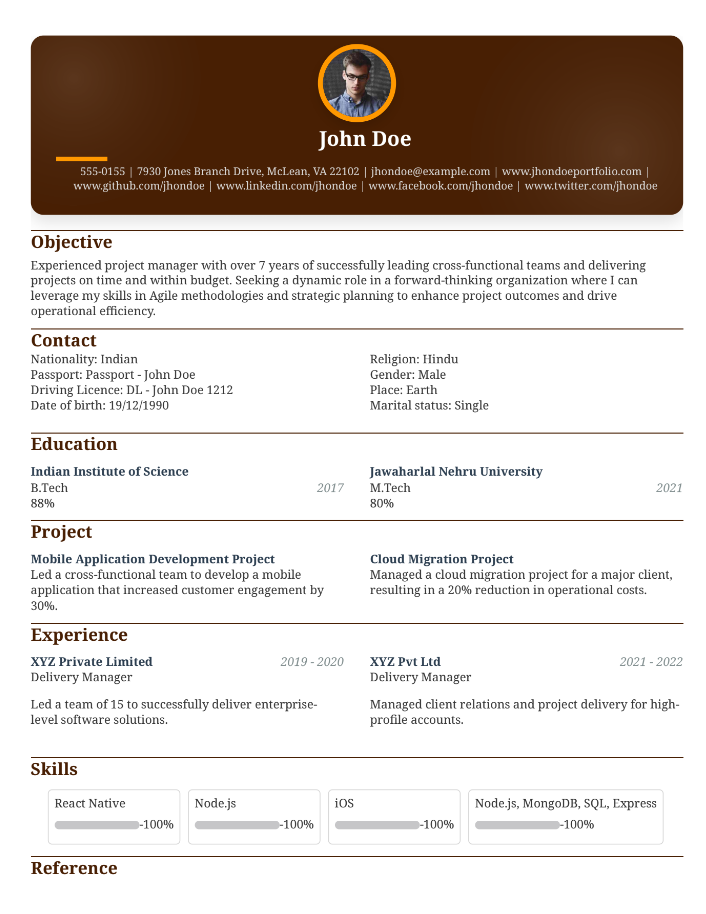 John Doe
555-0155 | 7930 Jones Branch Drive, McLean, VA 22102 | jhondoe@example.com | www.jhondoeportfolio.com |
www.github.com/jhondoe | www.linkedin.com/jhondoe | www.facebook.com/jhondoe | www.twitter.com/jhondoe
Objective
Experienced project manager with over 7 years of successfully leading cross-functional teams and delivering
projects on time and within budget. Seeking a dynamic role in a forward-thinking organization where I can
leverage my skills in Agile methodologies and strategic planning to enhance project outcomes and drive
operational efficiency.
Contact
Nationality: Indian
Passport: Passport - John Doe
Driving Licence: DL - John Doe 1212
Date of birth: 19/12/1990
Religion: Hindu
Gender: Male
Place: Earth
Marital status: Single
Education
Indian Institute of Science
B.Tech 2017
88%
Jawaharlal Nehru University
M.Tech 2021
80%
Project
Mobile Application Development Project
Led a cross-functional team to develop a mobile
application that increased customer engagement by
30%.
Cloud Migration Project
Managed a cloud migration project for a major client,
resulting in a 20% reduction in operational costs.
Experience
XYZ Private Limited 2019 - 2020
Delivery Manager
Led a team of 15 to successfully deliver enterprise-
level software solutions.
XYZ Pvt Ltd 2021 - 2022
Delivery Manager
Managed client relations and project delivery for high-
profile accounts.
Skills
React Native
-100%
Node.js
-100%
iOS
-100%
Node.js, MongoDB, SQL, Express
-100%
Reference